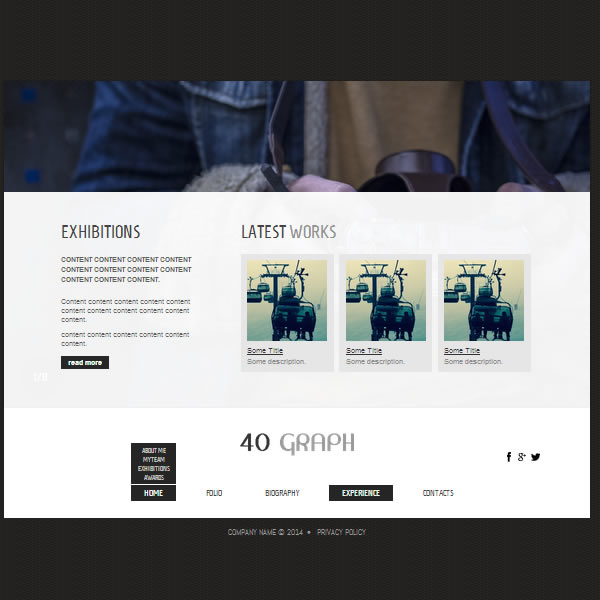 EXHIBITIONS
CONTENT CONTENT CONTENT CONTENT
CONTENT CONTENT CONTENT CONTENT
CONTENT CONTENT CONTENT.
Content content content content content
content content content content content
content.
content content content content content
content.
read more
1/8
LATEST WORKS
Some Title
Some description.
Some Title
Some description.
Some Title
Some description.
40 GRAPH
ABOUT ME
MYTEAM
EXHIBITIONS
AWARDS
HOME FOLIO BIOGRAPHY EXPERIENCE CONTACTS
COMPANY NAME © 2014 • PRIVACY POLICY